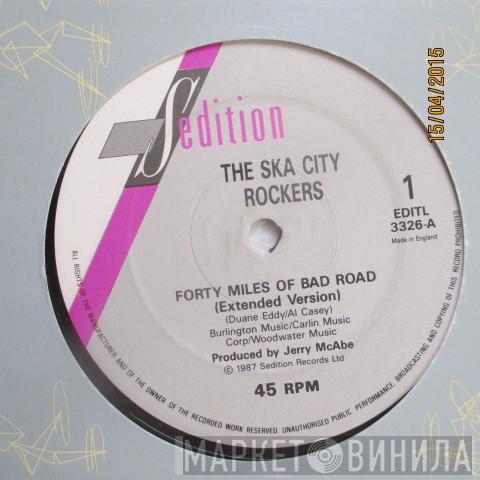 Sedition
THE SKA CITY
ROCKERS
1
EDITL
3326-A
Made in England
FORTY MILES OF BAD ROAD
(Extended Version)
(Duane Eddy/Al Casey)
Burlington Music/Carlin Music
Corp/Woodwater Music
Produced by Jerry McAbe
© 1987 Sedition Records Ltd
45 RPM
ALL RIGHTS OF THE MANUFACTURER AND OF THE OWNER OF THE RECORDED WORK RESERVED. UNAUTHORISED PUBLIC PERFORMANCE, BROADCASTING AND COPYING OF THIS RECORD PROHIBITED
15/04/2015
МАРКЕТ ВИНИЛА